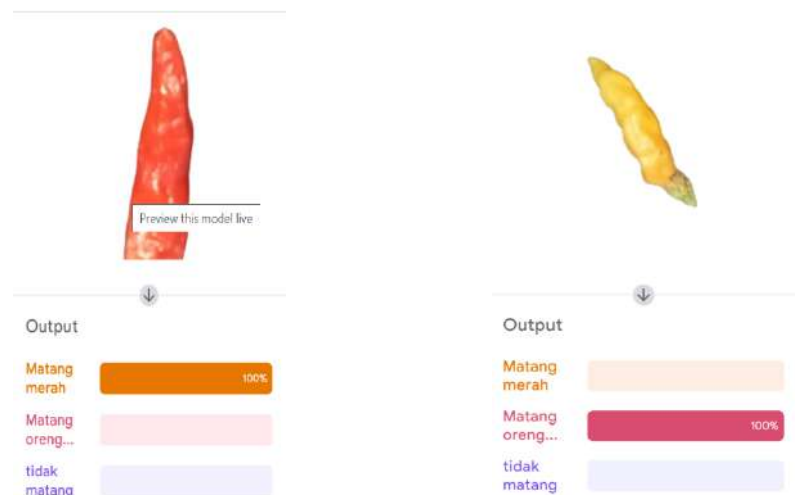 Preview this model live
Output
Matang
merah
100%
Matang
oreng...
tidak
matang
Output
Matang
merah
Matang
oreng...
100%
tidak
matang